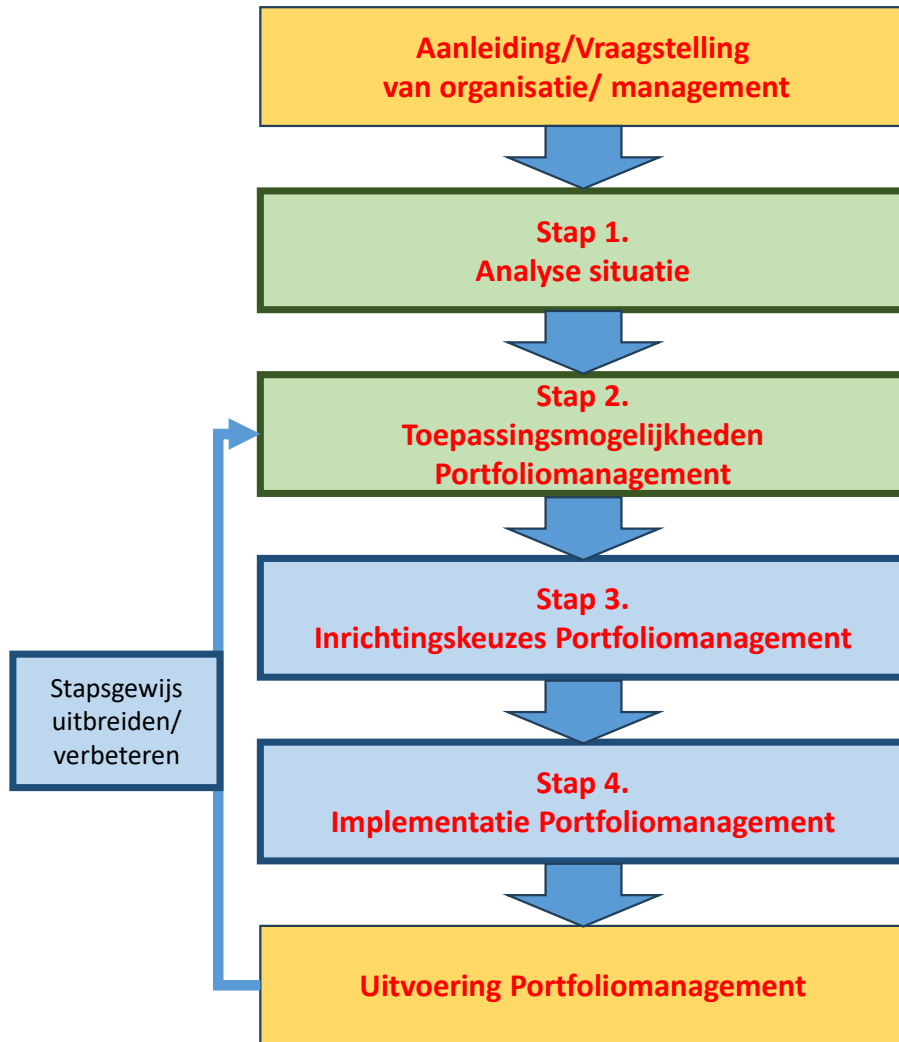 Aanleiding/Vraagstelling
van organisatie/ management
Stap 1.
Analyse situatie
Stap 2.
Toepassingsmogelijkheden
Portfoliomanagement
Stap 3.
Inrichtingskeuzes Portfoliomanagement
Stapsgewijs
uitbreiden/
verbeteren
Stap 4.
Implementatie Portfoliomanagement
Uitvoering Portfoliomanagement